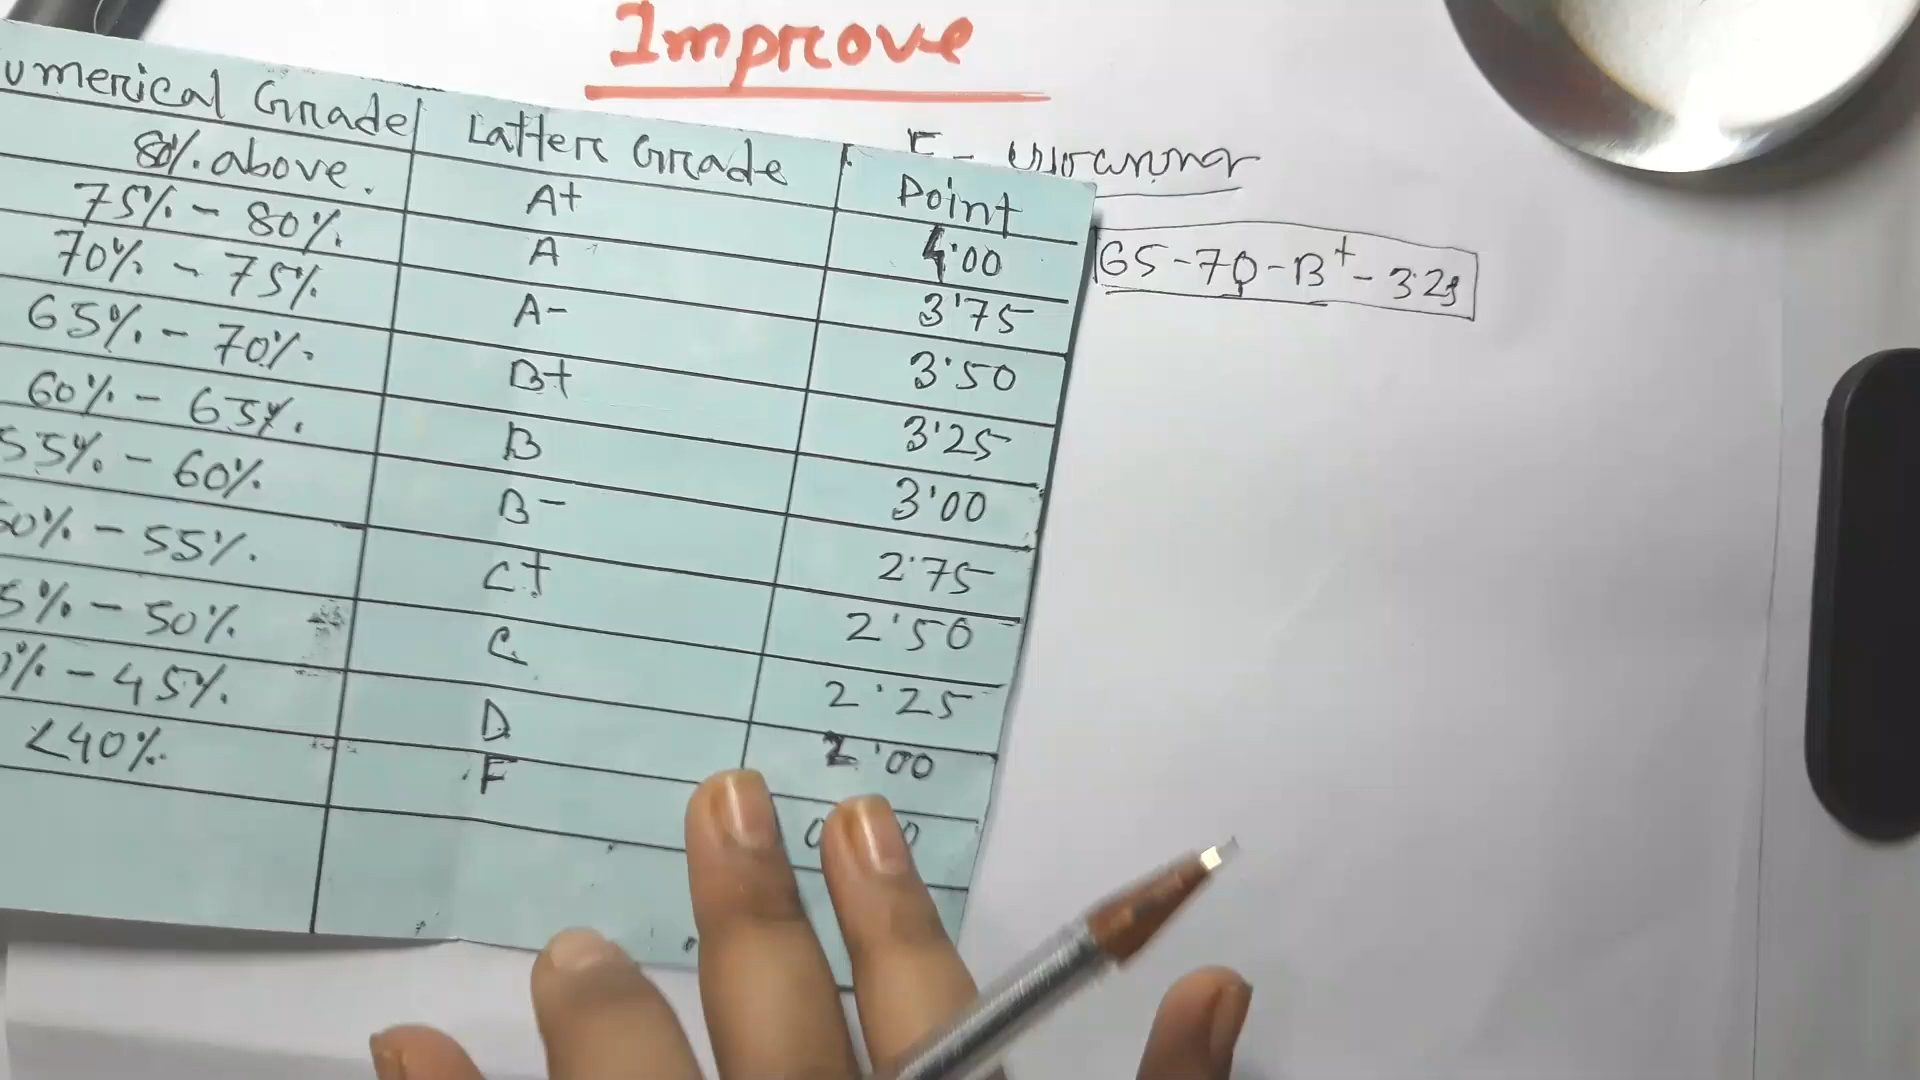 Improve
umerical Grade Latter Grade Point
80% above. A+ 4'00
75% - 80%. A 3'75
70% - 75% A- 3'50
65% - 70%. B+ 3'25
60% - 65%. B 3'00
55% - 60% B- 2'75
50% - 55%. C+ 2'50
5% - 50%. C 2'25
% - 45%. D 2'00
<40%. F
65-70-B+-3.25